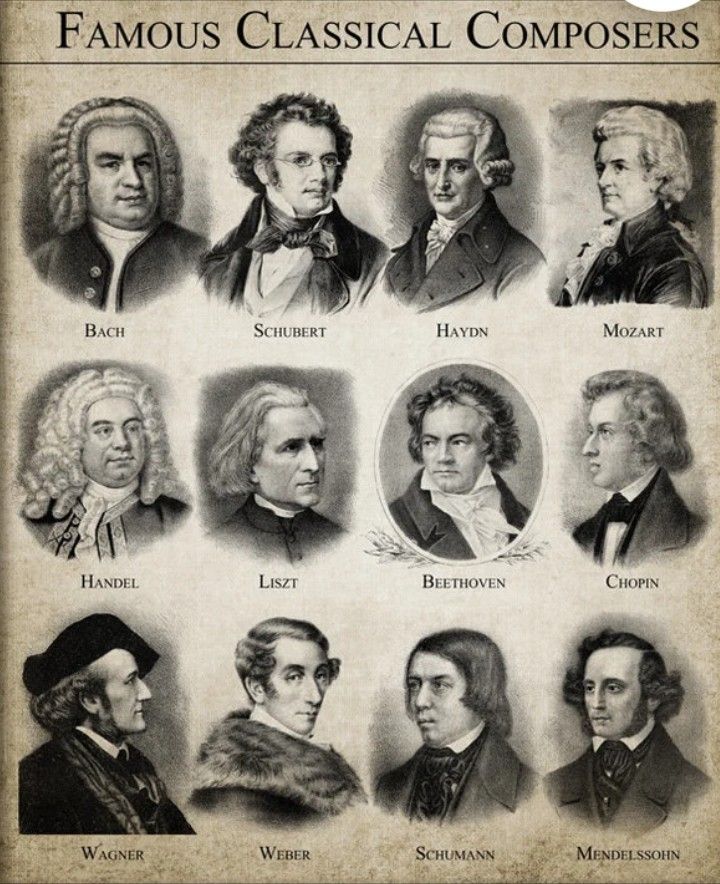 FAMOUS CLASSICAL COMPOSERS
BACH SCHUBERT HAYDN MOZART
HANDEL LISZT BEETHOVEN CHOPIN
WAGNER WEBER SCHUMANN MENDELSSOHN